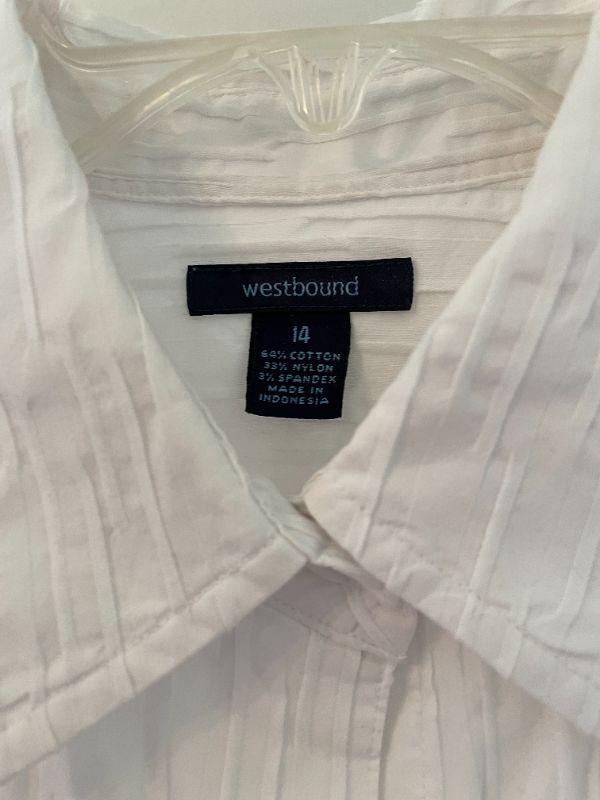 westbound
14
64% COTTON
33% NYLON
3% SPANDEX
MADE IN
INDONESIA